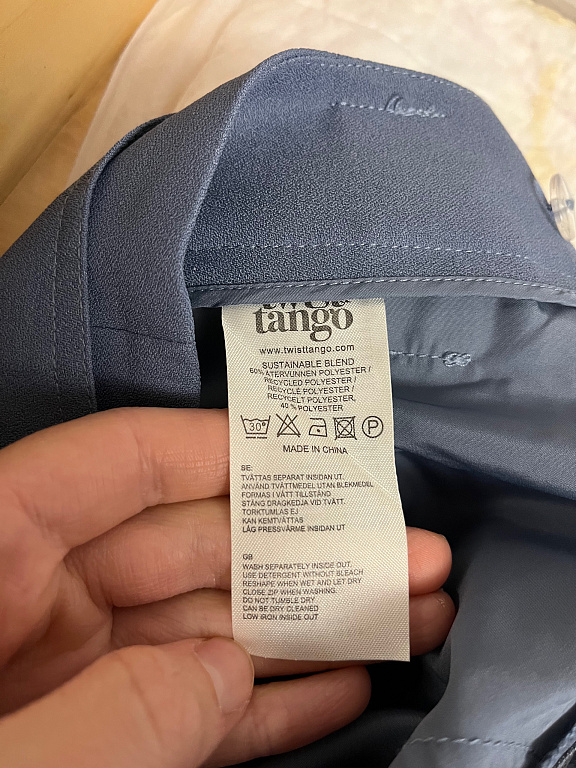 tango
www.twisttango.com
SUSTAINABLE BLEND
60% ÅTERVUNNEN POLYESTER /
RECYCLED POLYESTER /
RECYCLE POLYESTER /
RECYCELT POLYESTER,
40 % POLYESTER
30°
P
MADE IN CHINA
SE:
TVÄTTAS SEPARAT INSIDAN UT.
ANVÄND TVÄTTMEDEL UTAN BLEKMEDEL
FORMAS I VÅTT TILLSTÅND
STÄNG DRAGKEDJA VID TVÄTT.
TORKTUMLAS EJ
KAN KEMTVÄTTAS
LÅG PRESSVÄRME INSIDAN UT
GB
WASH SEPARATELY INSIDE OUT.
USE DETERGENT WITHOUT BLEACH
RESHAPE WHEN WET AND LET DRY
CLOSE ZIP WHEN WASHING.
DO NOT TUMBLE DRY
CAN BE DRY CLEANED
LOW IRON INSIDE OUT